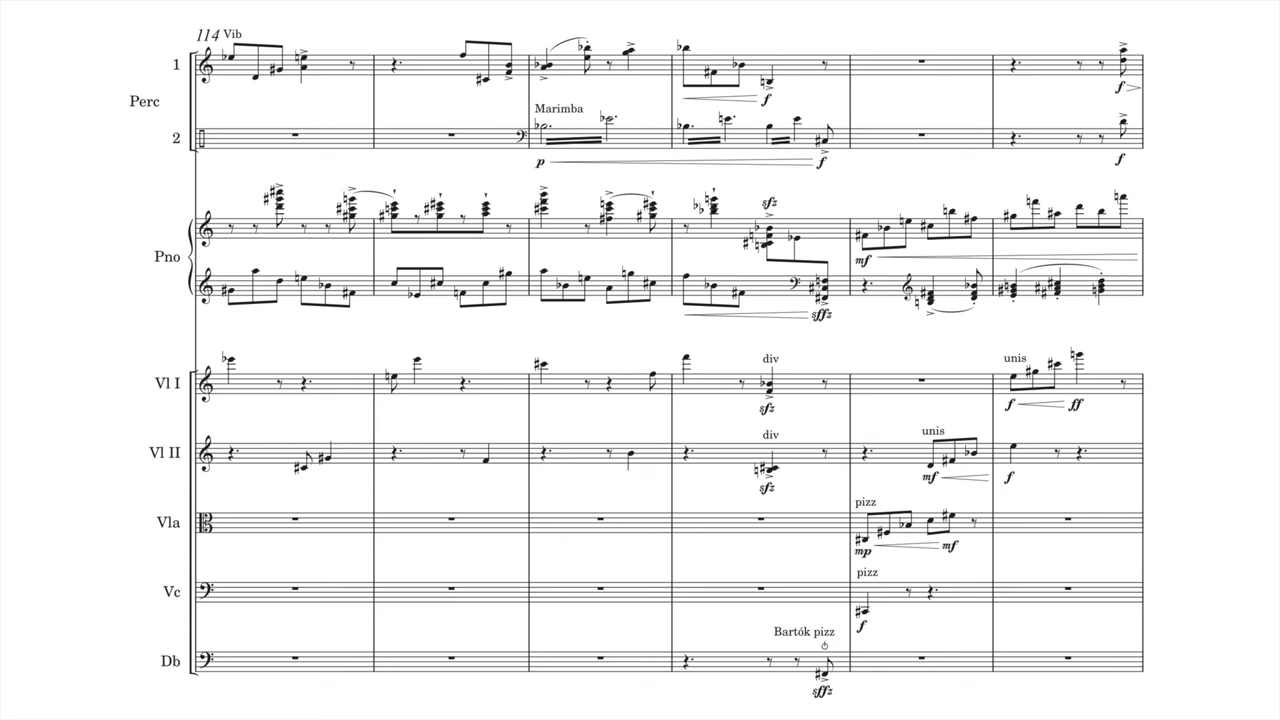 114 Vib
1
Perc
f
f
Marimba
2
p
f
f
sfz
Pno
mf
sffz
Vl I
div
unis
sfz
f
ff
Vl II
div
unis
sfz
mf
f
Vla
pizz
mp
mf
Vc
pizz
f
Db
Bartók pizz
sffz